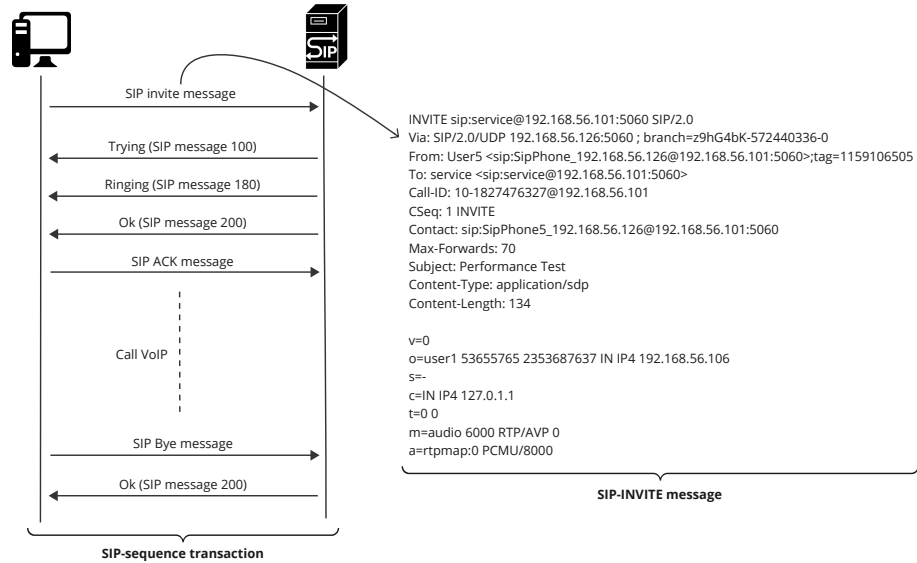 SIP
SIP invite message
Trying (SIP message 100)
Ringing (SIP message 180)
Ok (SIP message 200)
SIP ACK message
Call VoIP
SIP Bye message
Ok (SIP message 200)
SIP-sequence transaction
INVITE sip:service@192.168.56.101:5060 SIP/2.0
Via: SIP/2.0/UDP 192.168.56.126:5060 ; branch=z9hG4bK-572440336-0
From: User5 <sip:SipPhone_192.168.56.126@192.168.56.101:5060>;tag=1159106505
To: service <sip:service@192.168.56.101:5060>
Call-ID: 10-1827476327@192.168.56.101
CSeq: 1 INVITE
Contact: sip:SipPhone5_192.168.56.126@192.168.56.101:5060
Max-Forwards: 70
Subject: Performance Test
Content-Type: application/sdp
Content-Length: 134
v=0
o=user1 53655765 2353687637 IN IP4 192.168.56.106
s=-
c=IN IP4 127.0.1.1
t=0 0
m=audio 6000 RTP/AVP 0
a=rtpmap:0 PCMU/8000
SIP-INVITE message